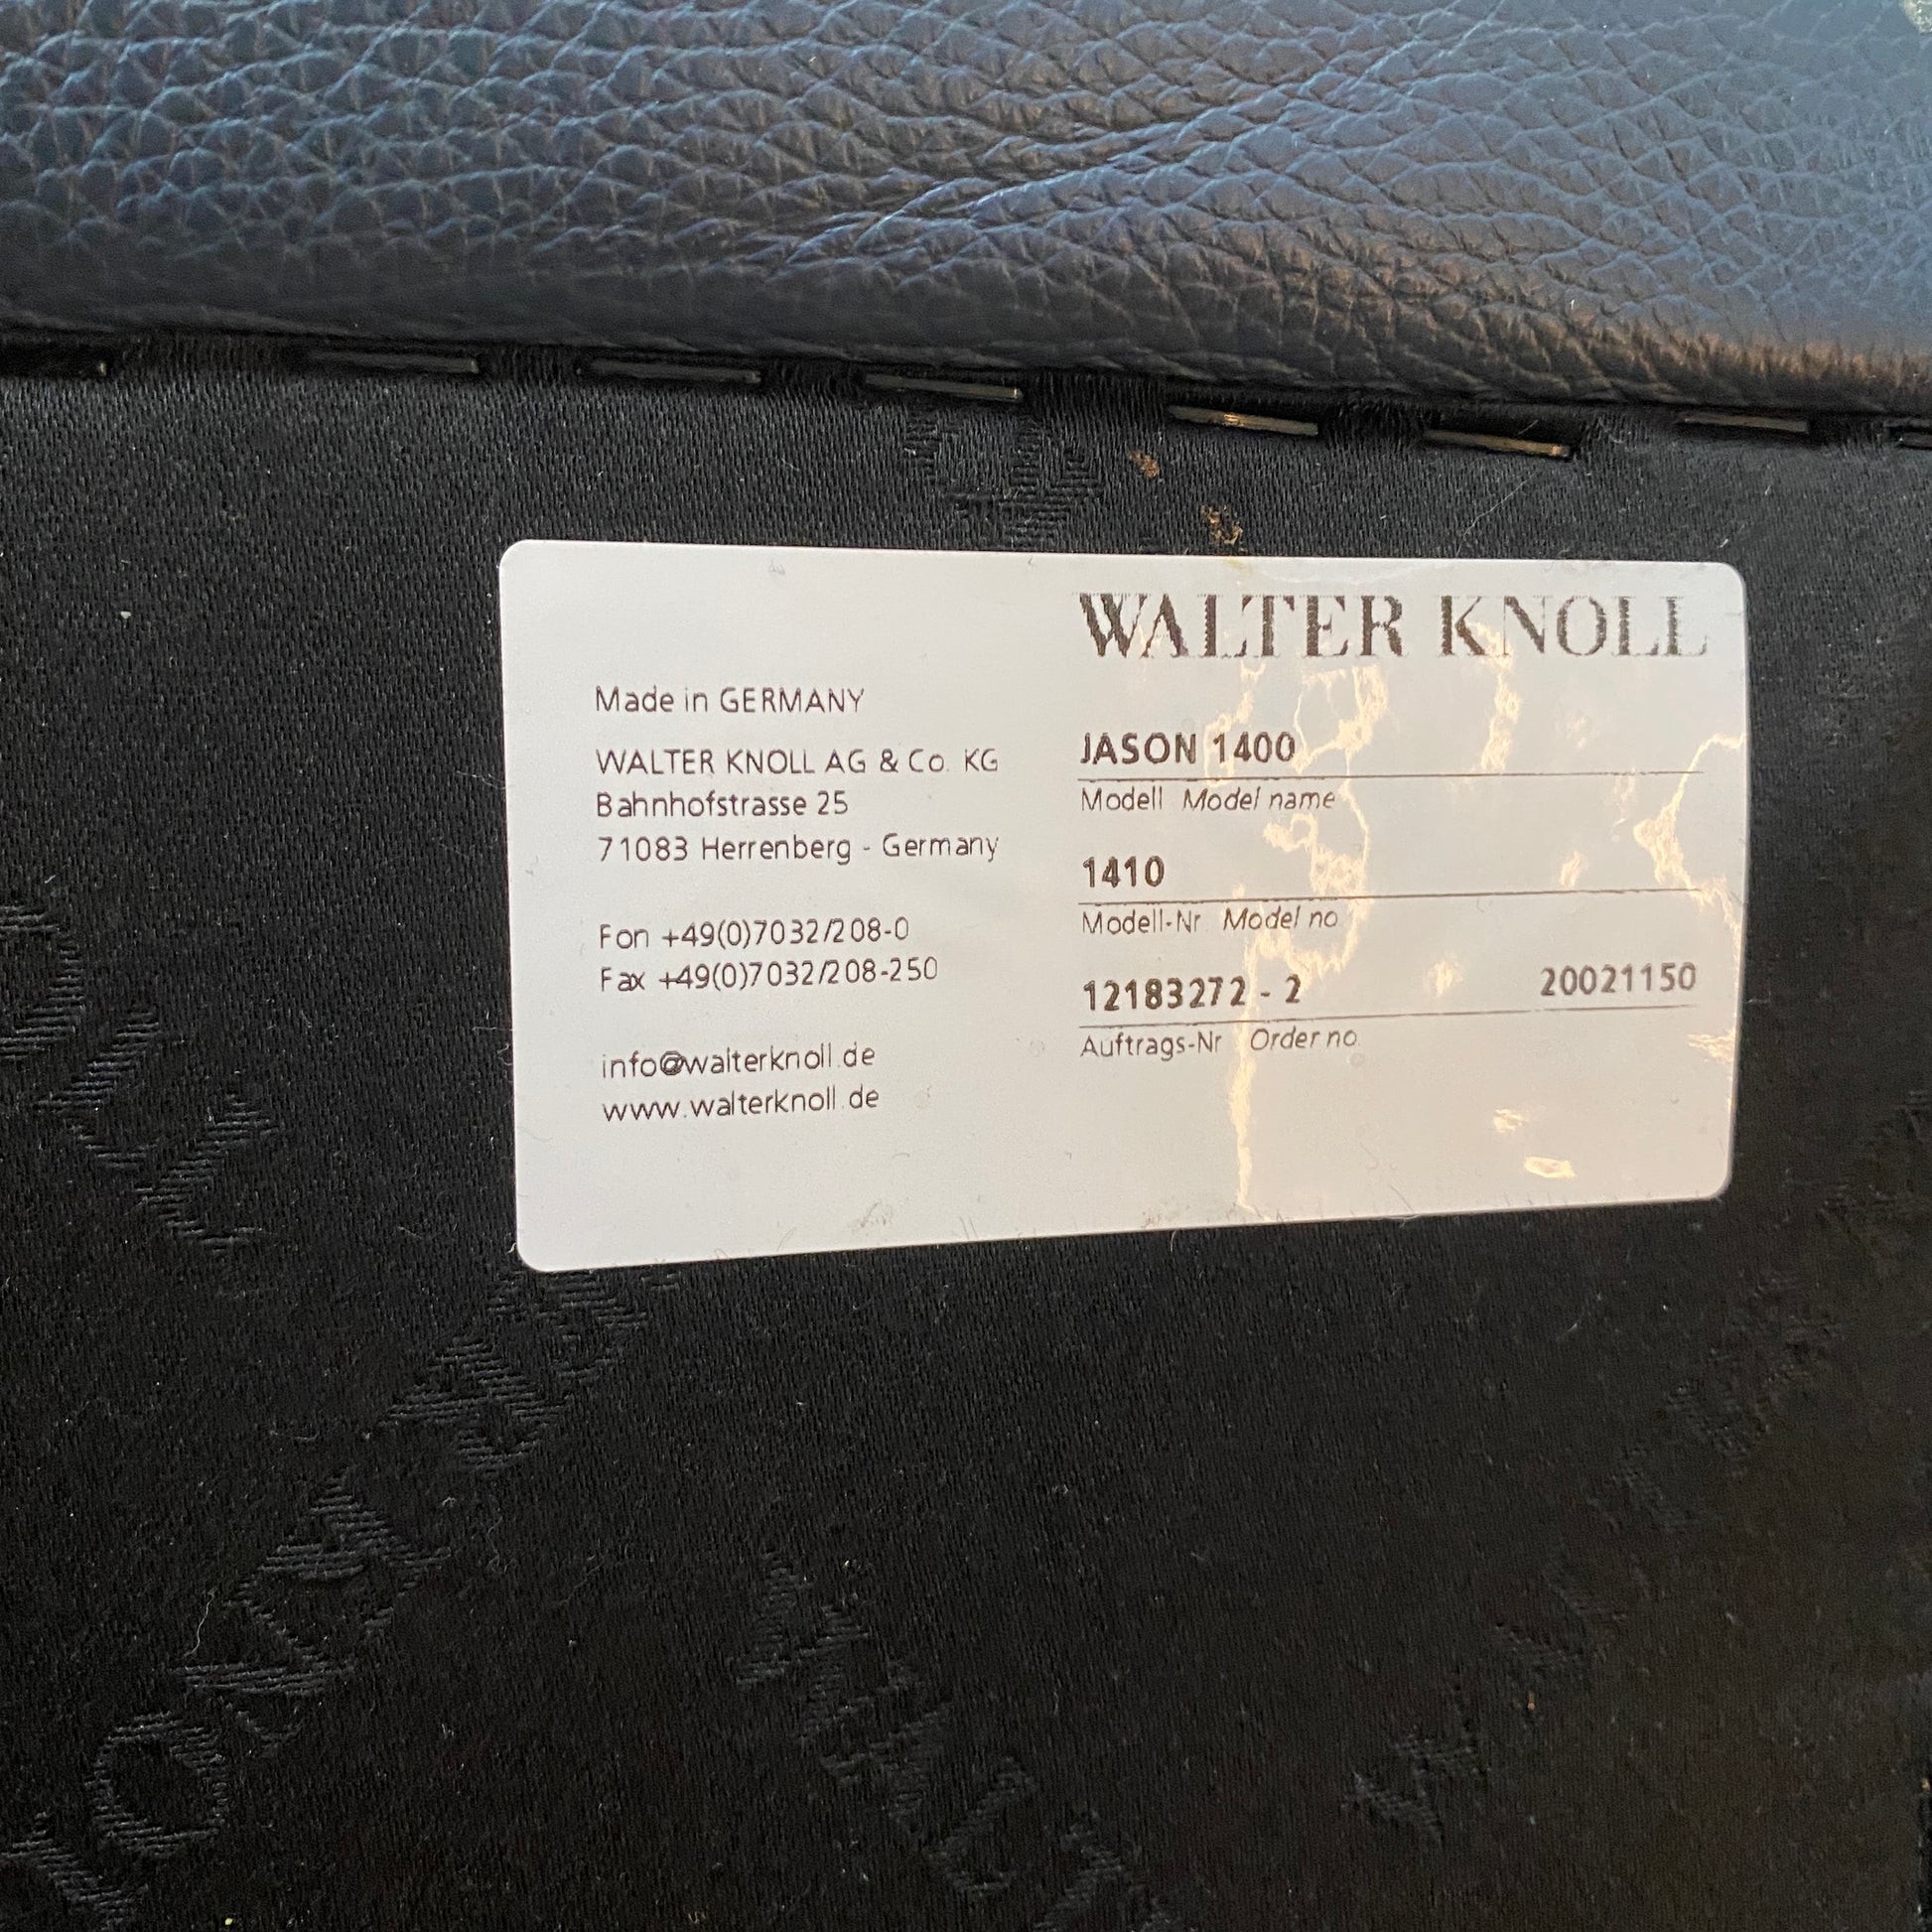 WALTER KNOLL
Made in GERMANY
WALTER KNOLL AG & Co. KG
Bahnhofstrasse 25
71083 Herrenberg - Germany
Fon +49(0)7032/208-0
Fax +49(0)7032/208-250
info@walterknoll.de
www.walterknoll.de
JASON 1400
Modell Model name
1410
Modell-Nr. Model no.
12183272 - 2 20021150
Auftrags-Nr. Order no.